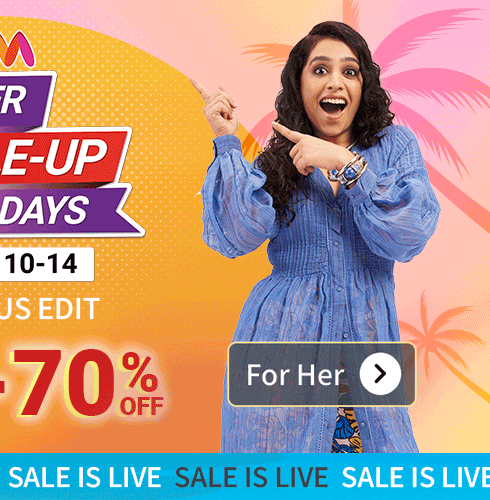 ER
E-UP
DAYS
10-14
US EDIT
-70% OFF
For Her
SALE IS LIVE SALE IS LIVE SALE IS LIVE